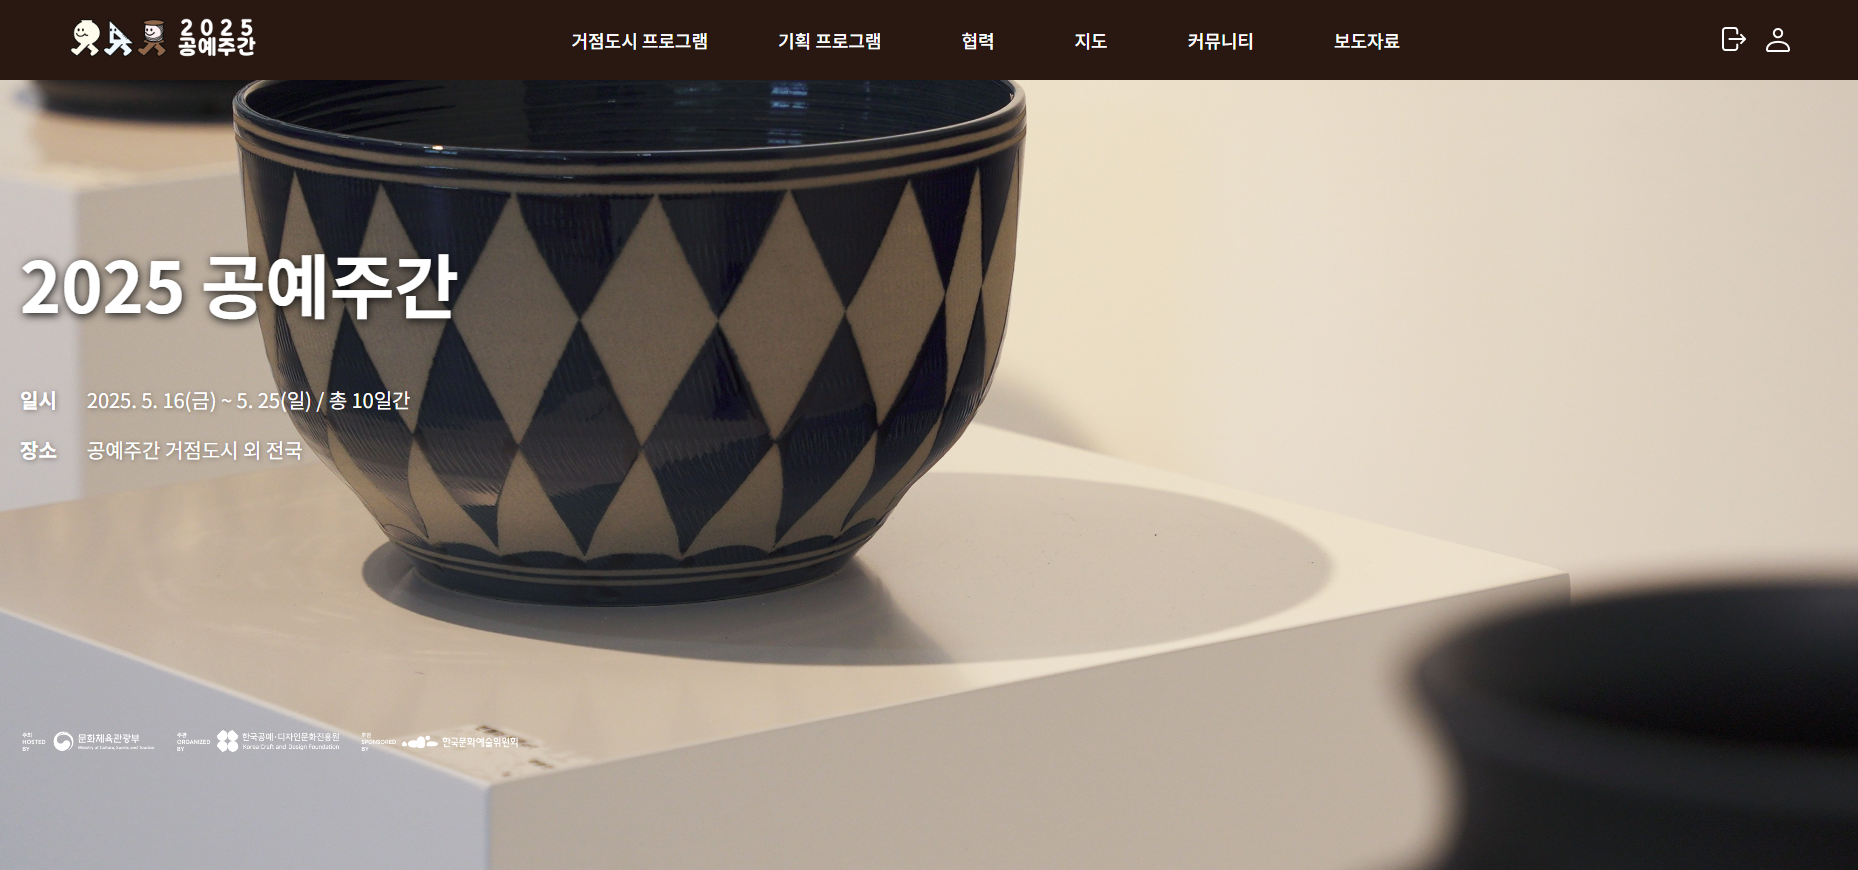 2025
공예주간
거점도시 프로그램
기획 프로그램
협력
지도
커뮤니티
보도자료
2025 공예주간
일시 2025. 5. 16(금) ~ 5. 25(일) / 총 10일간
장소 공예주간 거점도시 외 전국
주최
HOSTED
BY
문화체육관광부
Ministry of Culture, Sports and Tourism
주관
ORGANIZED
BY
한국공예·디자인문화진흥원
Korea Craft and Design Foundation
후원
SPONSORED
BY
한국문화예술위원회